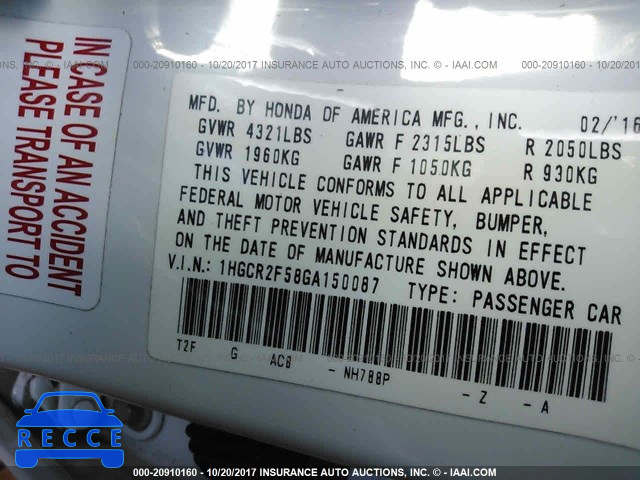 000-20910160 - 10/20/2017 INSURANCE AUTO AUCTIONS, INC. - IAAI.COM
IN CASE OF AN ACCIDENT
PLEASE TRANSPORT TO
MFD. BY HONDA OF AMERICA MFG., INC. 02/'16
GVWR 4321LBS GAWR F 2315LBS R 2050LBS
GVWR 1960KG GAWR F 1050KG R 930KG
THIS VEHICLE CONFORMS TO ALL APPLICABLE
FEDERAL MOTOR VEHICLE SAFETY, BUMPER,
AND THEFT PREVENTION STANDARDS IN EFFECT
ON THE DATE OF MANUFACTURE SHOWN ABOVE.
V.I.N.: 1HGCR2F58GA150087 TYPE: PASSENGER CAR
T2F G AC8 - NH788P - Z - A
RECCE
000-20910160 - 10/20/2017 INSURANCE AUTO AUCTIONS, INC. - IAAI.COM